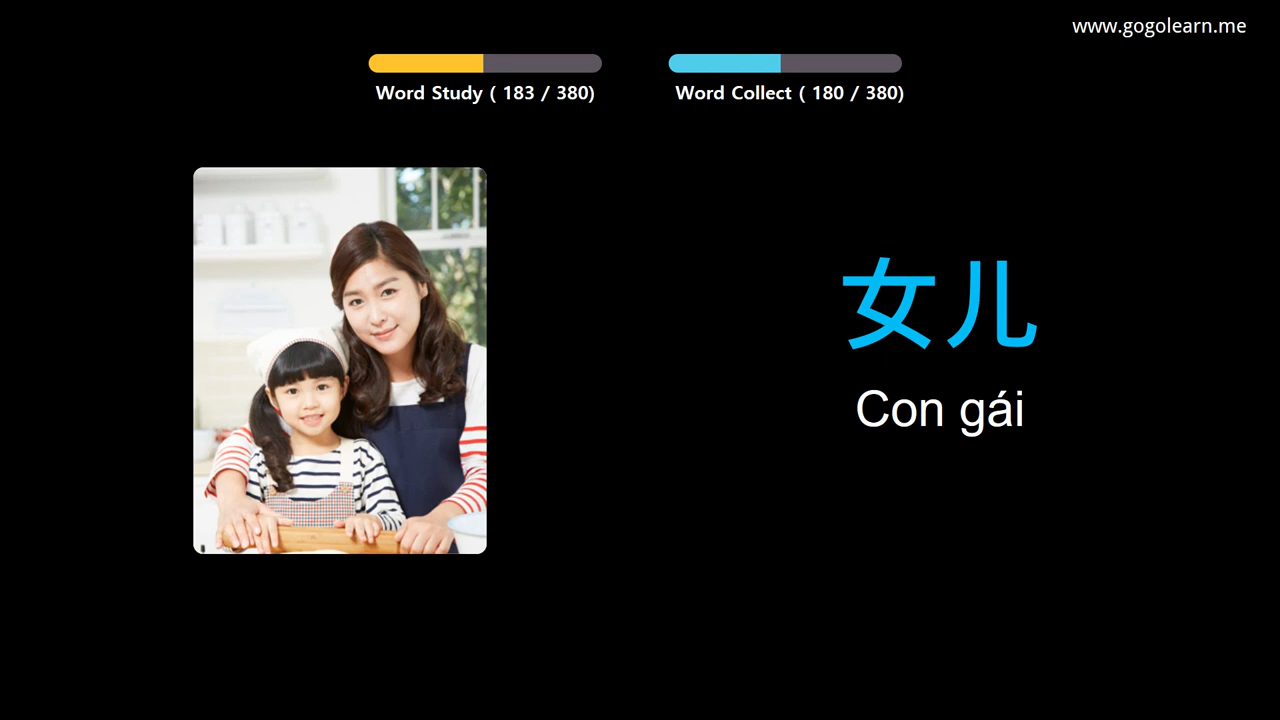 www.gogolearn.me
Word Study ( 183 / 380)
Word Collect ( 180 / 380)
女儿
Con gái